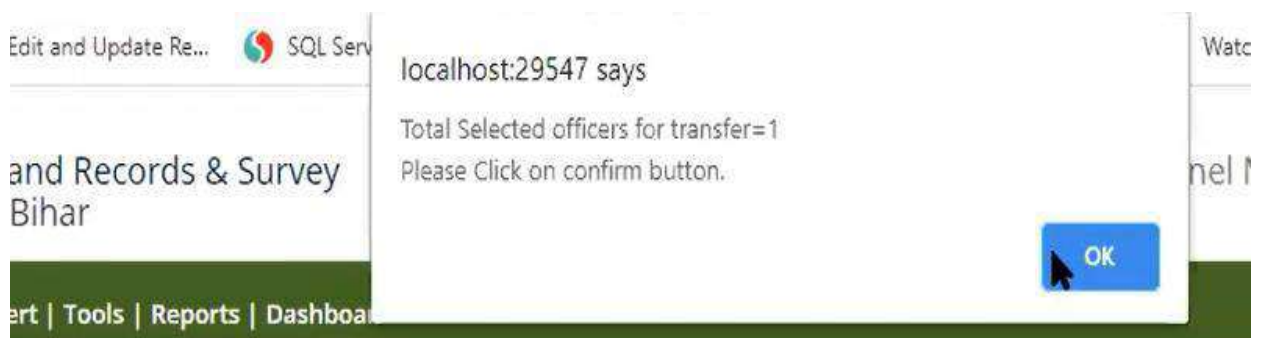 Edit and Update Re...
SQL Serv
Watc
localhost:29547 says
Total Selected officers for transfer=1
Please Click on confirm button.
OK
and Records & Survey
Bihar
nel
ert | Tools | Reports | Dashboa